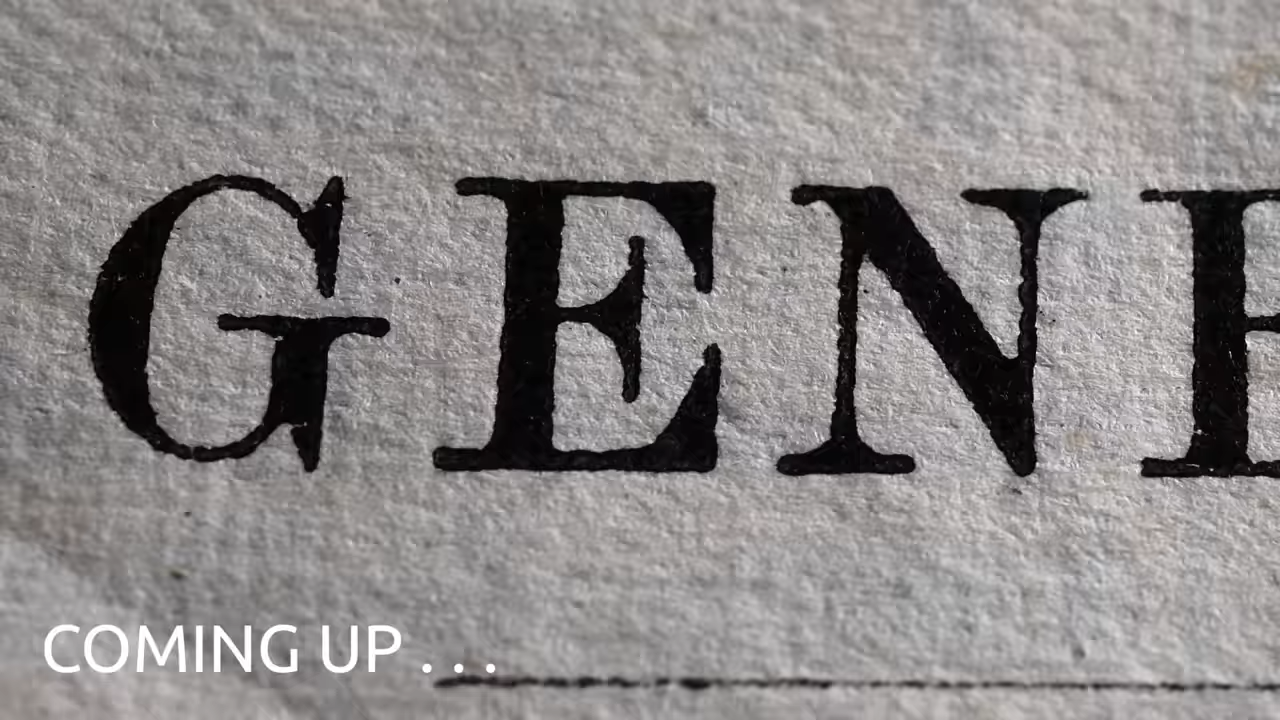 GEN
COMING UP . . .